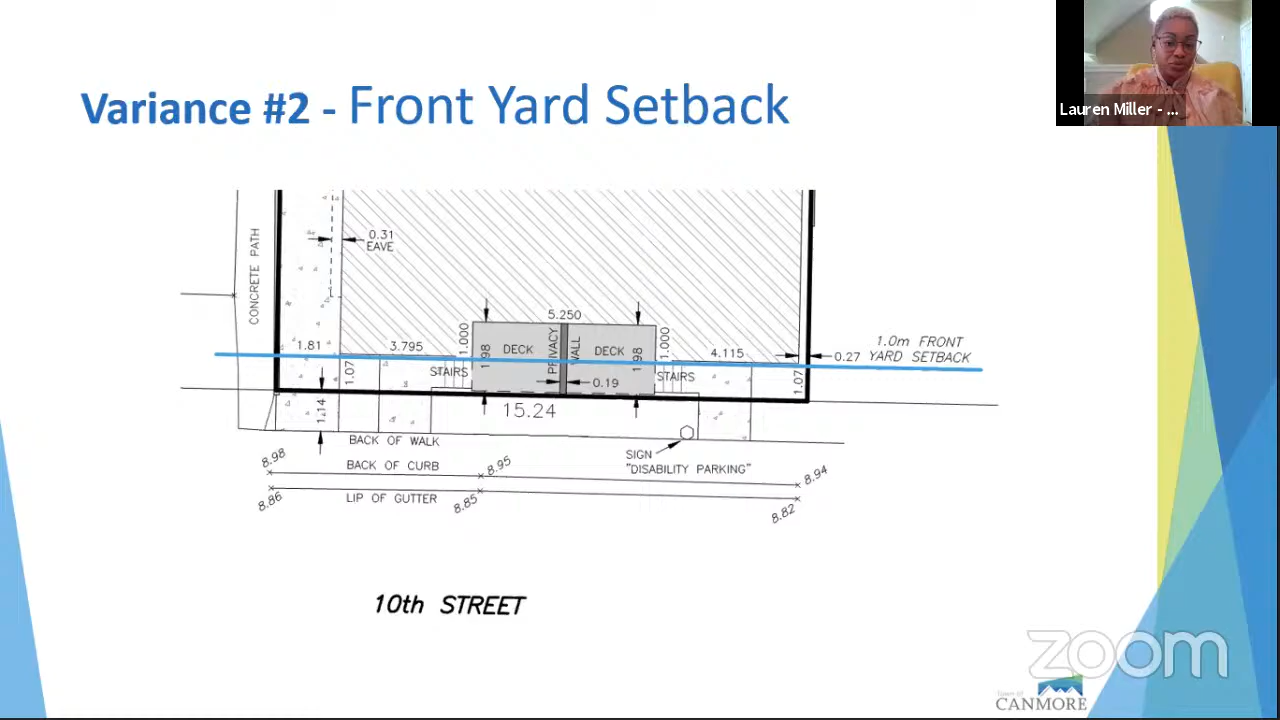 Lauren Miller - ...
Variance #2 - Front Yard Setback
CONCRETE PATH
0.31
EAVE
5.250
1.81
3.795
1.000
1.98
DECK
PRIVACY WALL
DECK
1.98
1.000
4.115
0.27
1.0m FRONT
YARD SETBACK
1.07
STAIRS
0.19
STAIRS
1.07
1.14
15.24
BACK OF WALK
SIGN
"DISABILITY PARKING"
8.98
BACK OF CURB
8.95
8.94
8.86
LIP OF GUTTER
8.85
8.82
10th STREET
zoom
Town of
CANMORE